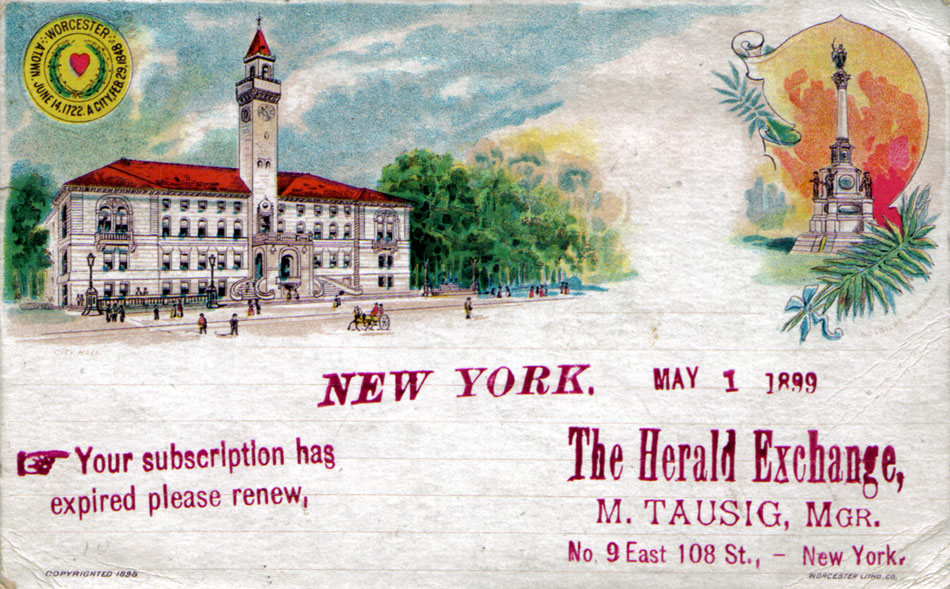 WORCESTER
A TOWN JUNE 14, 1722. A CITY, FEB. 29, 1848
CITY HALL
NEW YORK. MAY 1 1899
Your subscription has
expired please renew,
The Herald Exchange,
M. TAUSIG, MGR.
No. 9 East 108 St., - New York.
COPYRIGHTED 1898
WORCESTER LITHO. CO.